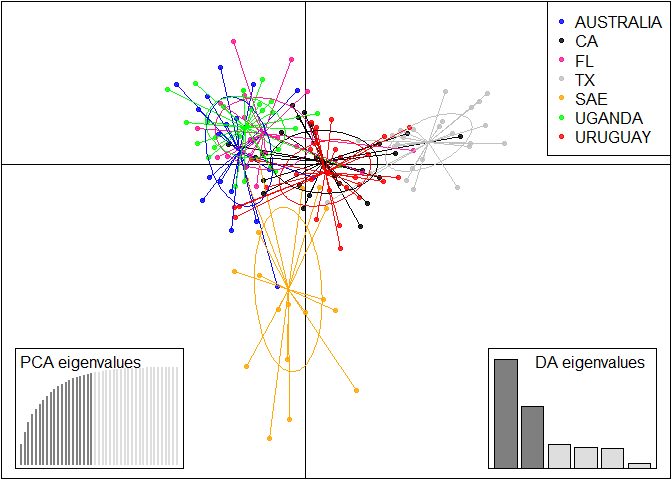 AUSTRALIA
CA
FL
TX
SAE
UGANDA
URUGUAY
PCA eigenvalues
DA eigenvalues